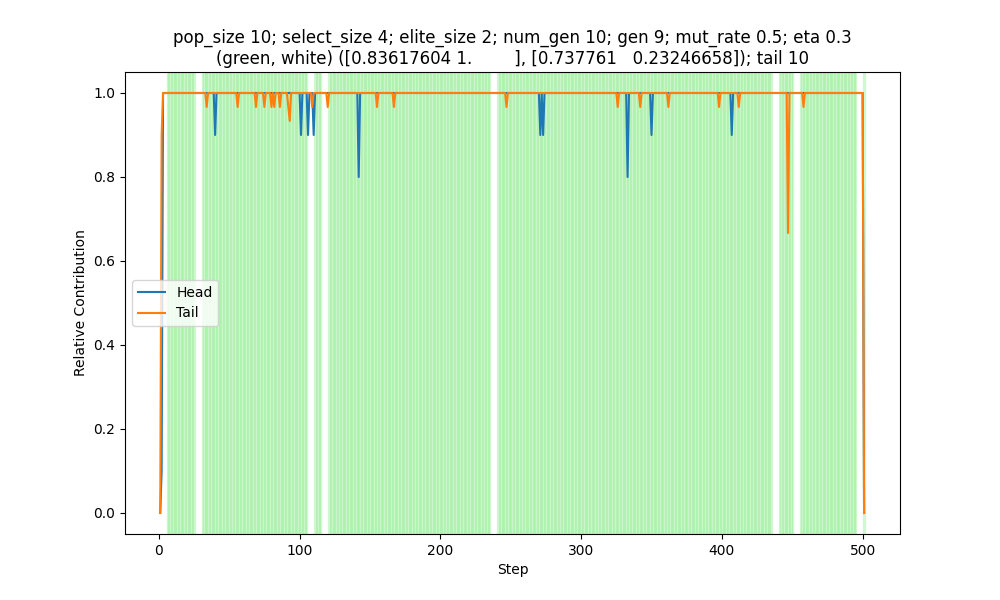 pop_size 10; select_size 4; elite_size 2; num_gen 10; gen 9; mut_rate 0.5; eta 0.3
(green, white) ([0.83617604 1.        ], [0.737761   0.23246658]); tail 10
1.0
0.8
0.6
0.4
0.2
0.0
Relative Contribution
Head
Tail
0
100
200
300
400
500
Step